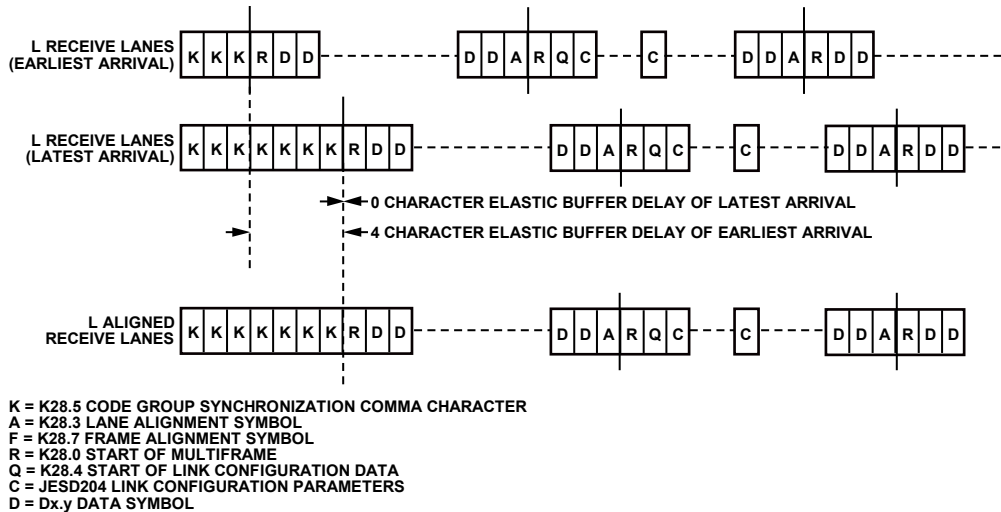 L RECEIVE LANES
(EARLIEST ARRIVAL)
K K K R D D
D D A R Q C
C
D D A R D D
L RECEIVE LANES
(LATEST ARRIVAL)
K K K K K K K R D D
D D A R Q C
C
D D A R D D
0 CHARACTER ELASTIC BUFFER DELAY OF LATEST ARRIVAL
4 CHARACTER ELASTIC BUFFER DELAY OF EARLIEST ARRIVAL
L ALIGNED
RECEIVE LANES
K K K K K K K R D D
D D A R Q C
C
D D A R D D
K = K28.5 CODE GROUP SYNCHRONIZATION COMMA CHARACTER
A = K28.3 LANE ALIGNMENT SYMBOL
F = K28.7 FRAME ALIGNMENT SYMBOL
R = K28.0 START OF MULTIFRAME
Q = K28.4 START OF LINK CONFIGURATION DATA
C = JESD204 LINK CONFIGURATION PARAMETERS
D = Dx.y DATA SYMBOL